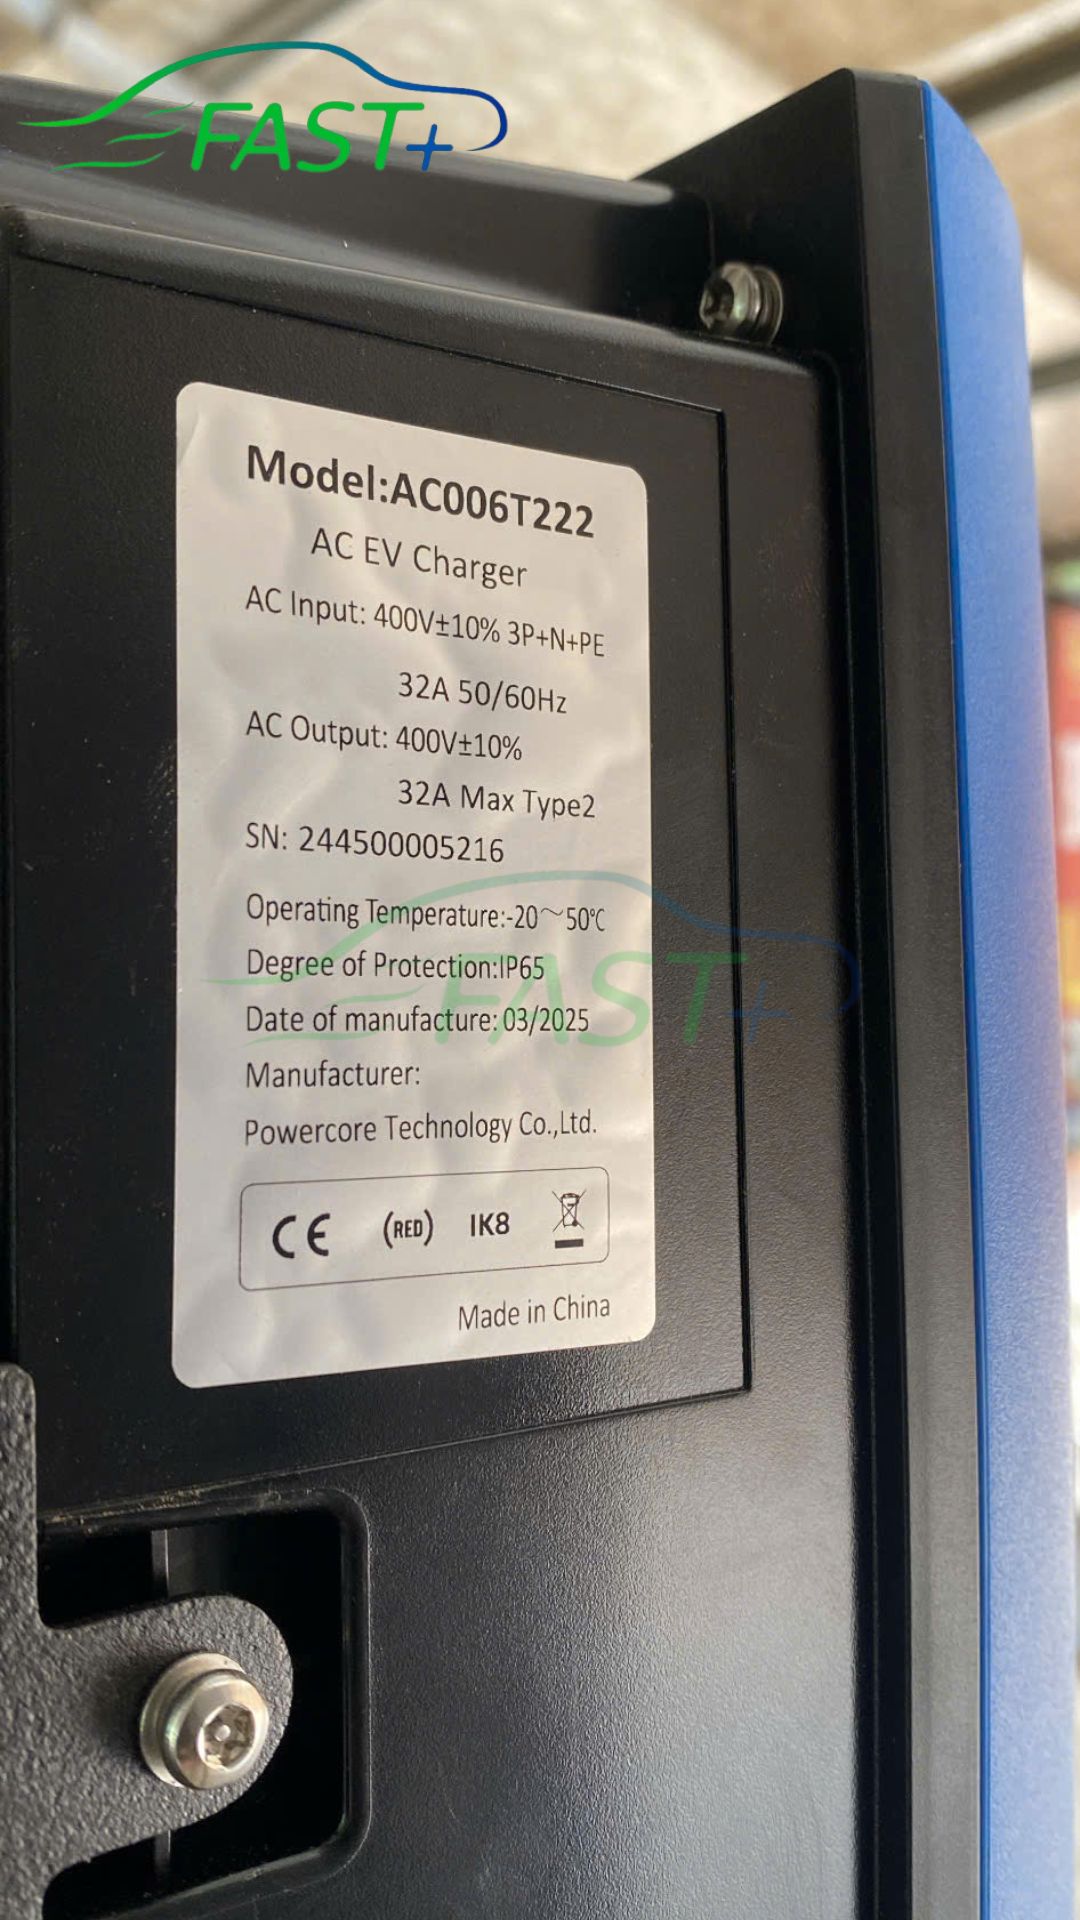 FAST+
Model:AC006T222
AC EV Charger
AC Input: 400V±10% 3P+N+PE
32A 50/60Hz
AC Output: 400V±10%
32A Max Type2
SN: 244500005216
Operating Temperature:-20～50℃
Degree of Protection:IP65
FAST+
Date of manufacture: 03/2025
Manufacturer:
Powercore Technology Co.,Ltd.
CE (RED) IK8
Made in China